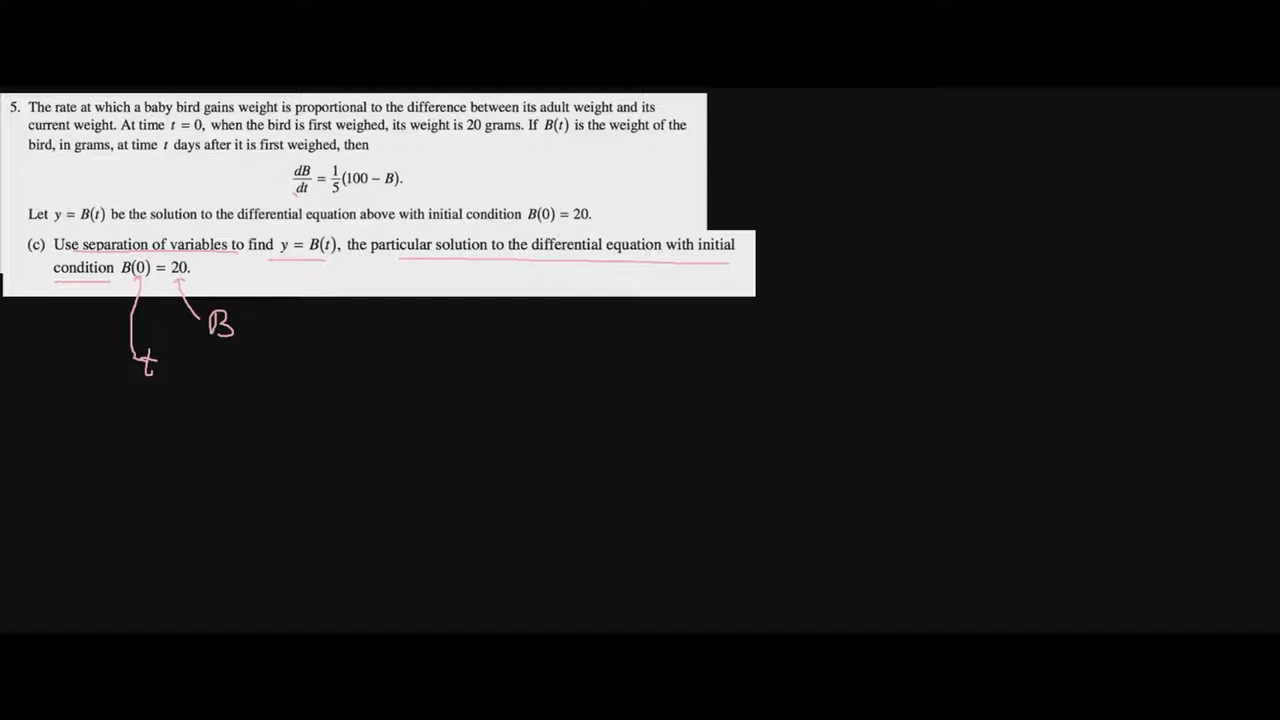 5. The rate at which a baby bird gains weight is proportional to the difference between its adult weight and its
current weight. At time t = 0, when the bird is first weighed, its weight is 20 grams. If B(t) is the weight of the
bird, in grams, at time t days after it is first weighed, then
dB/dt = 1/5(100 − B).
Let y = B(t) be the solution to the differential equation above with initial condition B(0) = 20.
(c) Use separation of variables to find y = B(t), the particular solution to the differential equation with initial
condition B(0) = 20.
B
t